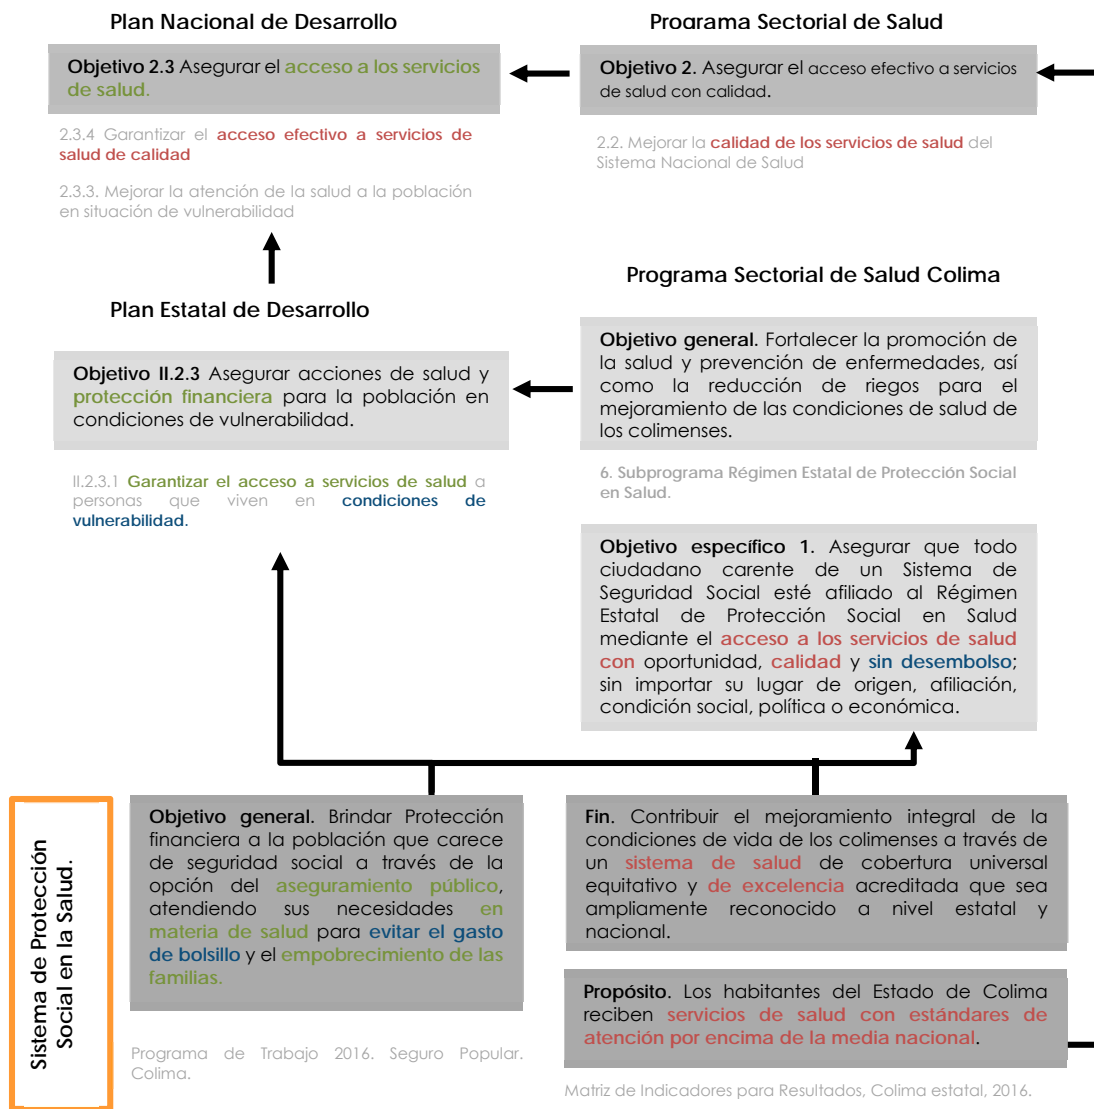 Plan Nacional de Desarrollo
Objetivo 2.3 Asegurar el acceso a los servicios
de salud.
2.3.4 Garantizar el acceso efectivo a servicios de
salud de calidad
2.3.3. Mejorar la atención de la salud a la población
en situación de vulnerabilidad
Programa Sectorial de Salud
Objetivo 2. Asegurar el acceso efectivo a servicios
de salud con calidad.
2.2. Mejorar la calidad de los servicios de salud del
Sistema Nacional de Salud
Plan Estatal de Desarrollo
Objetivo II.2.3 Asegurar acciones de salud y
protección financiera para la población en
condiciones de vulnerabilidad.
II.2.3.1 Garantizar el acceso a servicios de salud a
personas que viven en condiciones de
vulnerabilidad.
Programa Sectorial de Salud Colima
Objetivo general. Fortalecer la promoción de
la salud y prevención de enfermedades, así
como la reducción de riegos para el
mejoramiento de las condiciones de salud de
los colimenses.
6. Subprograma Régimen Estatal de Protección Social
en Salud.
Objetivo específico 1. Asegurar que todo
ciudadano carente de un Sistema de
Seguridad Social esté afiliado al Régimen
Estatal de Protección Social en Salud
mediante el acceso a los servicios de salud
con oportunidad, calidad y sin desembolso;
sin importar su lugar de origen, afiliación,
condición social, política o económica.
Sistema de Protección
Social en la Salud.
Objetivo general. Brindar Protección
financiera a la población que carece
de seguridad social a través de la
opción del aseguramiento público,
atendiendo sus necesidades en
materia de salud para evitar el gasto
de bolsillo y el empobrecimiento de las
familias.
Programa de Trabajo 2016. Seguro Popular.
Colima.
Fin. Contribuir el mejoramiento integral de la
condiciones de vida de los colimenses a través de
un sistema de salud de cobertura universal
equitativo y de excelencia acreditada que sea
ampliamente reconocido a nivel estatal y
nacional.
Propósito. Los habitantes del Estado de Colima
reciben servicios de salud con estándares de
atención por encima de la media nacional.
Matriz de Indicadores para Resultados, Colima estatal, 2016.